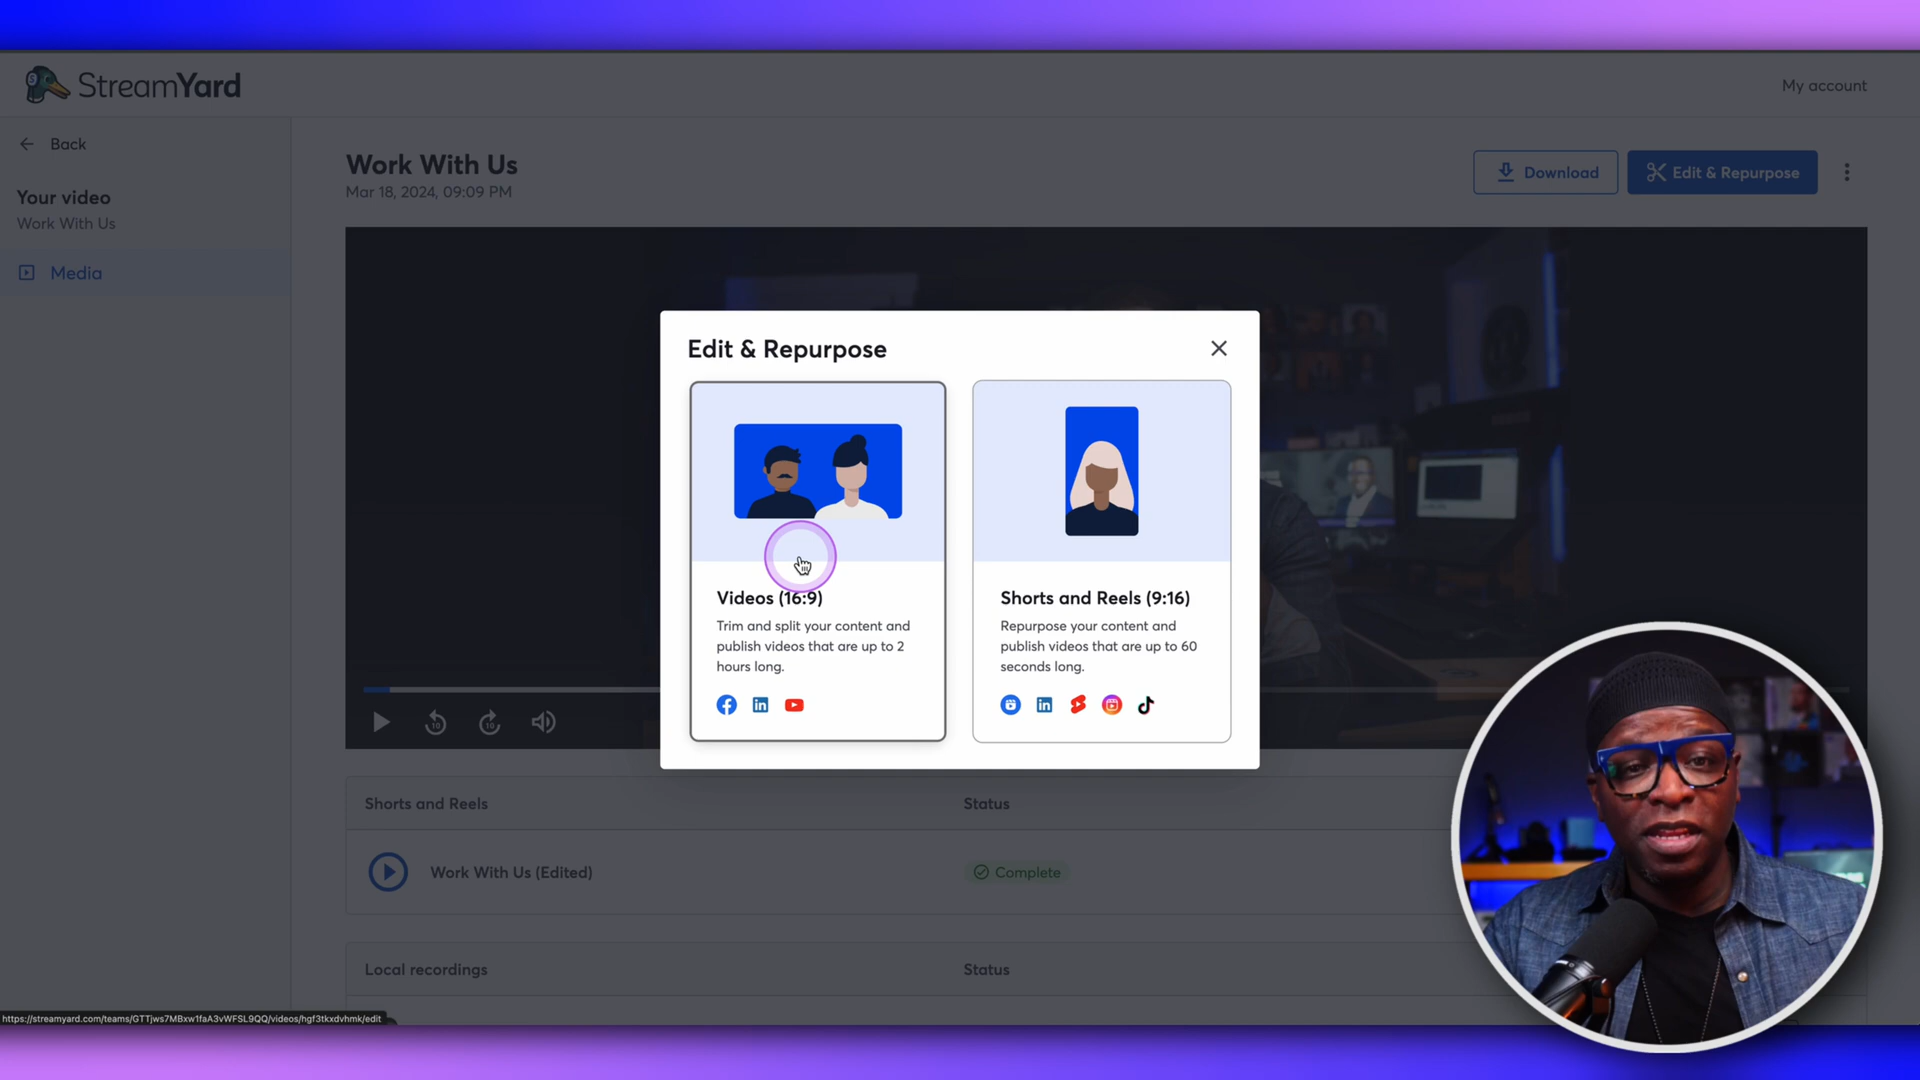 StreamYard
My account
Back
Your video
Work With Us
Media
Work With Us
Mar 18, 2024, 09:09 PM
Download
Edit & Repurpose
Edit & Repurpose
Videos (16:9)
Trim and split your content and
publish videos that are up to 2
hours long.
Shorts and Reels (9:16)
Repurpose your content and
publish videos that are up to 60
seconds long.
10
10
Shorts and Reels
Status
Work With Us (Edited)
Complete
Local recordings
Status
https://streamyard.com/teams/GTTjws7MBxw1faA3vWFSL9QQ/videos/hgf3tkxdvhmk/edit